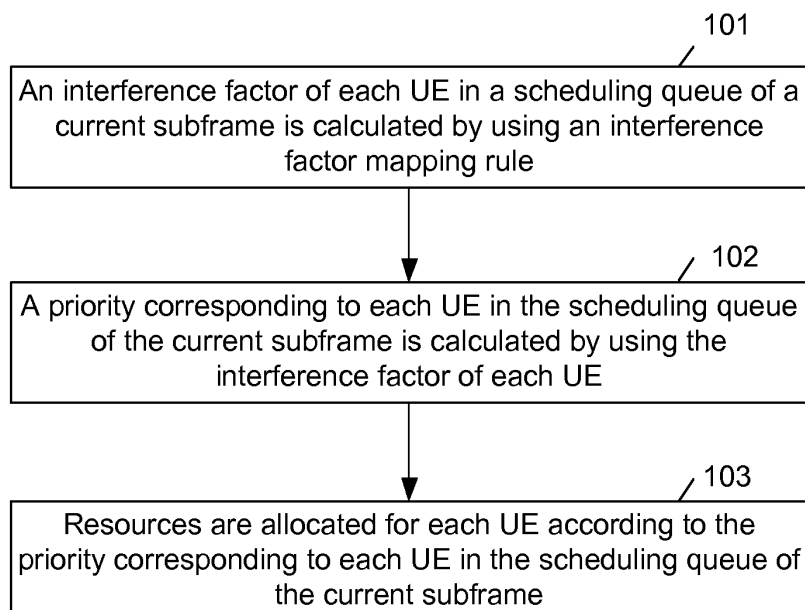 101
An interference factor of each UE in a scheduling queue of a
current subframe is calculated by using an interference
factor mapping rule
102
A priority corresponding to each UE in the scheduling queue
of the current subframe is calculated by using the
interference factor of each UE
103
Resources are allocated for each UE according to the
priority corresponding to each UE in the scheduling queue of
the current subframe